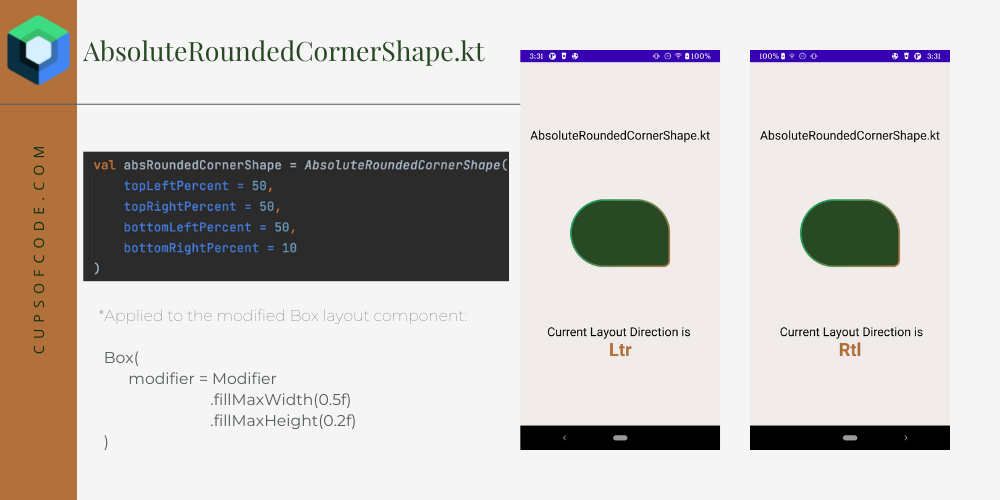 AbsoluteRoundedCornerShape.kt
CUPSOFCODE.COM
val absRoundedCornerShape = AbsoluteRoundedCornerShape(
topLeftPercent = 50,
topRightPercent = 50,
bottomLeftPercent = 50,
bottomRightPercent = 10
)
*Applied to the modified Box layout component:
Box(
modifier = Modifier
.fillMaxWidth(0.5f)
.fillMaxHeight(0.2f)
)
3:31 100%
AbsoluteRoundedCornerShape.kt
Current Layout Direction is
Ltr
100% 3:31
AbsoluteRoundedCornerShape.kt
Current Layout Direction is
Rtl